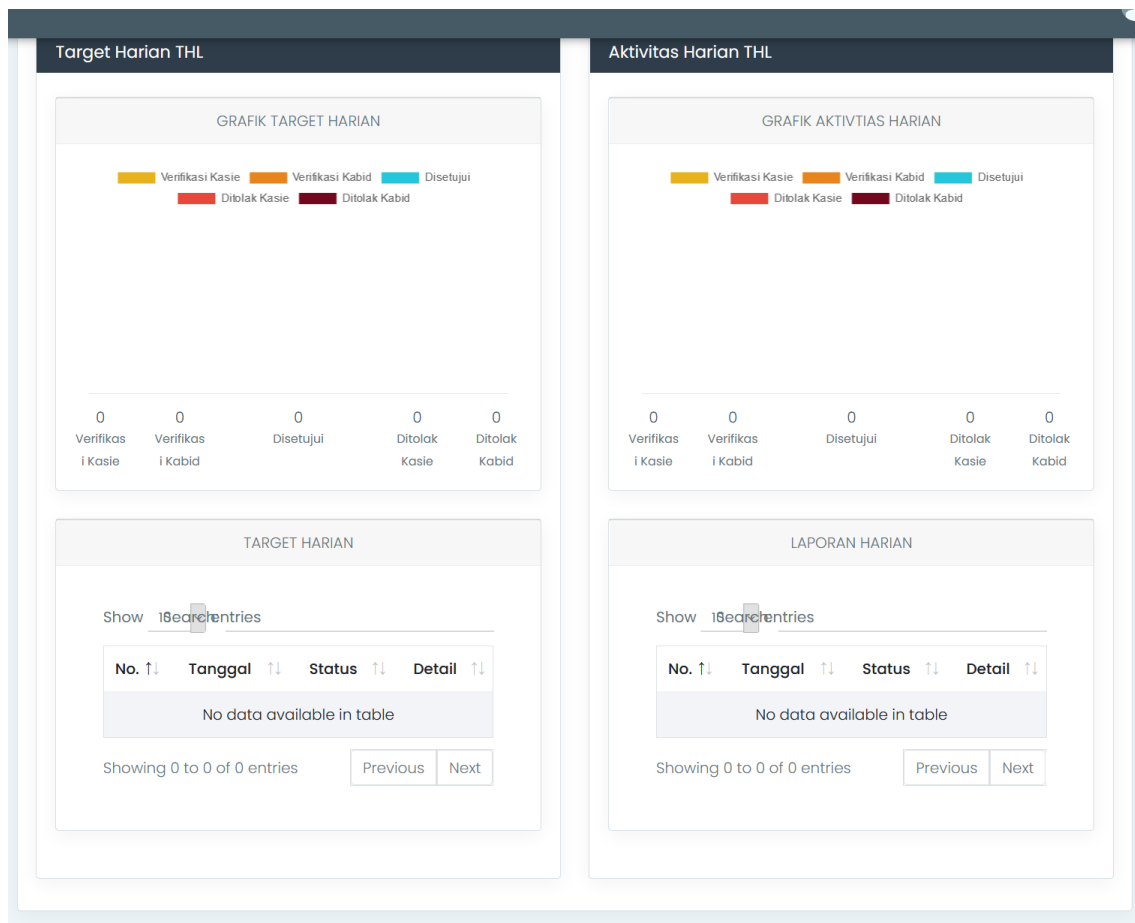 Target Harian THL
GRAFIK TARGET HARIAN
Verifikasi Kasie Verifikasi Kabid Disetujui
Ditolak Kasie Ditolak Kabid
0 0 0 0 0
Verifikas Verifikas Disetujui Ditolak Ditolak
i Kasie i Kabid Kasie Kabid
TARGET HARIAN
Show 10 Search: entries
No. Tanggal Status Detail
No data available in table
Showing 0 to 0 of 0 entries Previous Next
Aktivitas Harian THL
GRAFIK AKTIVTIAS HARIAN
Verifikasi Kasie Verifikasi Kabid Disetujui
Ditolak Kasie Ditolak Kabid
0 0 0 0 0
Verifikas Verifikas Disetujui Ditolak Ditolak
i Kasie i Kabid Kasie Kabid
LAPORAN HARIAN
Show 10 Search: entries
No. Tanggal Status Detail
No data available in table
Showing 0 to 0 of 0 entries Previous Next